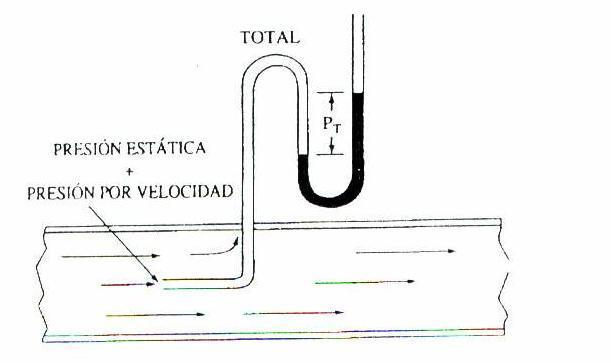 TOTAL
P_T
PRESIÓN ESTÁTICA
+
PRESIÓN POR VELOCIDAD